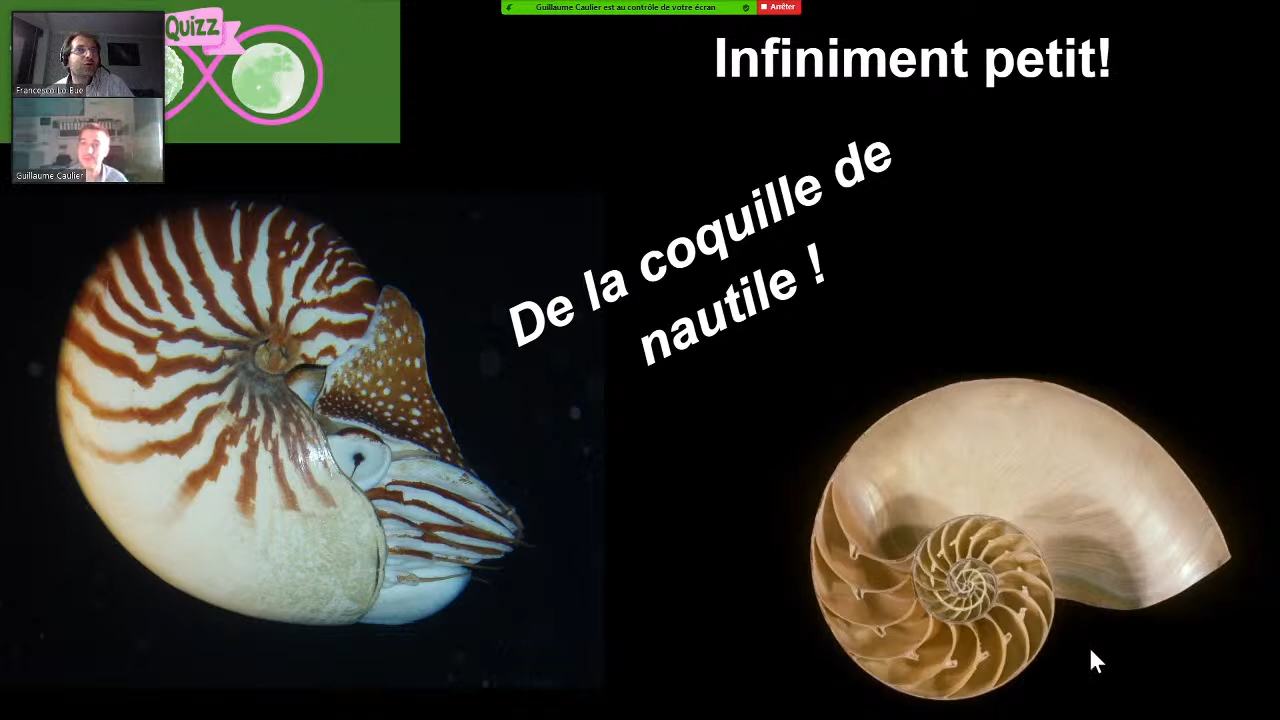 Guillaume Caulier est au contrôle de votre écran
Arrêter
Quizz
Infiniment petit!
Francesco Lo Bue
Guillaume Caulier
De la coquille de
nautile !